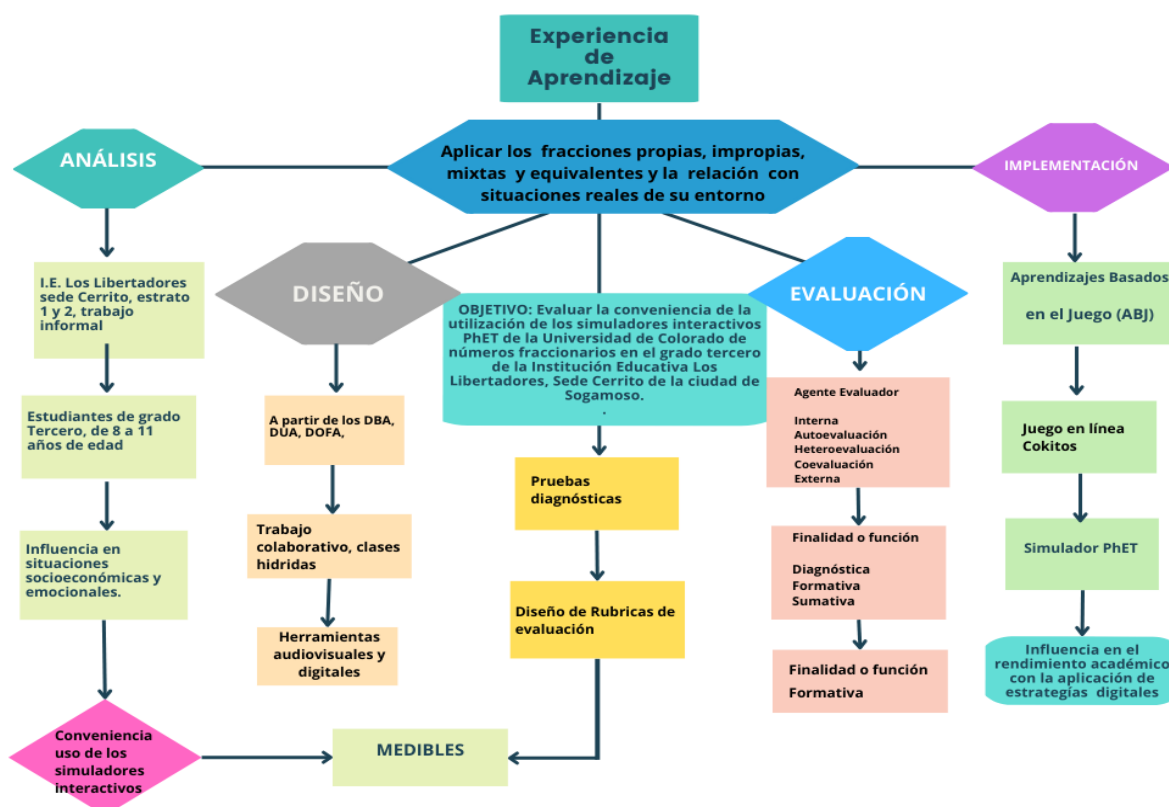 Experiencia
de
Aprendizaje
Aplicar los fracciones propias, impropias,
mixtas y equivalentes y la relación con
situaciones reales de su entorno
ANÁLISIS
I.E. Los Libertadores
sede Cerrito, estrato
1 y 2, trabajo
informal
Estudiantes de grado
Tercero, de 8 a 11
años de edad
Influencia en
situaciones
socioeconómicas y
emocionales.
Conveniencia
uso de los
simuladores
interactivos
DISEÑO
A partir de los DBA,
DUA, DOFA,
Trabajo
colaborativo, clases
hidridas
Herramientas
audiovisuales y
digitales
OBJETIVO: Evaluar la conveniencia de la
utilización de los simuladores interactivos
PhET de la Universidad de Colorado de
números fraccionarios en el grado tercero
de la Institución Educativa Los
Libertadores, Sede Cerrito de la ciudad de
Sogamoso.
.
Pruebas
diagnósticas
Diseño de Rubricas de
evaluación
MEDIBLES
EVALUACIÓN
Agente Evaluador
Interna
Autoevaluación
Heteroevaluación
Coevaluación
Externa
Finalidad o función
Diagnóstica
Formativa
Sumativa
Finalidad o función
Formativa
IMPLEMENTACIÓN
Aprendizajes Basados
en el Juego (ABJ)
Juego en línea
Cokitos
Simulador PhET
Influencia en el
rendimiento académico
con la aplicación de
estrategías digitales